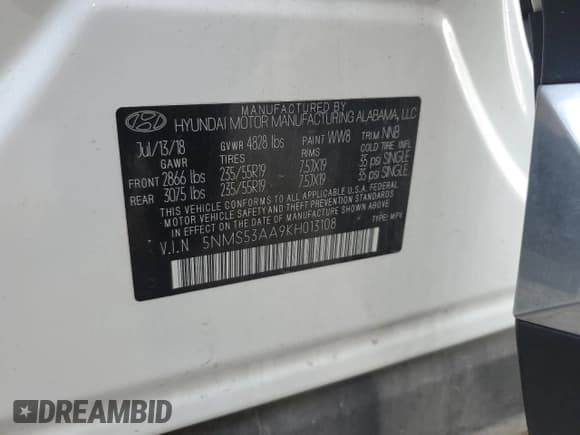 MANUFACTURED BY
HYUNDAI MOTOR MANUFACTURING ALABAMA, LLC
Jul/13/18 GVWR 4828 lbs PAINT WW8 TRIM NNB
GAWR TIRES RIMS COLD TIRE INFL
FRONT 2866 lbs 235/55R19 7.5JX19 35 psi SINGLE
REAR 3075 lbs 235/55R19 7.5JX19 35 psi SINGLE
THIS VEHICLE CONFORMS TO ALL APPLICABLE U.S.A. FEDERAL
MOTOR VEHICLE SAFETY, BUMPER, AND THEFT PREVENTION
STANDARDS IN EFFECT ON THE DATE OF MANUFACTURE SHOWN ABOVE.
V.I.N 5NMS53AA9KH013108 TYPE: MPV
DREAMBID